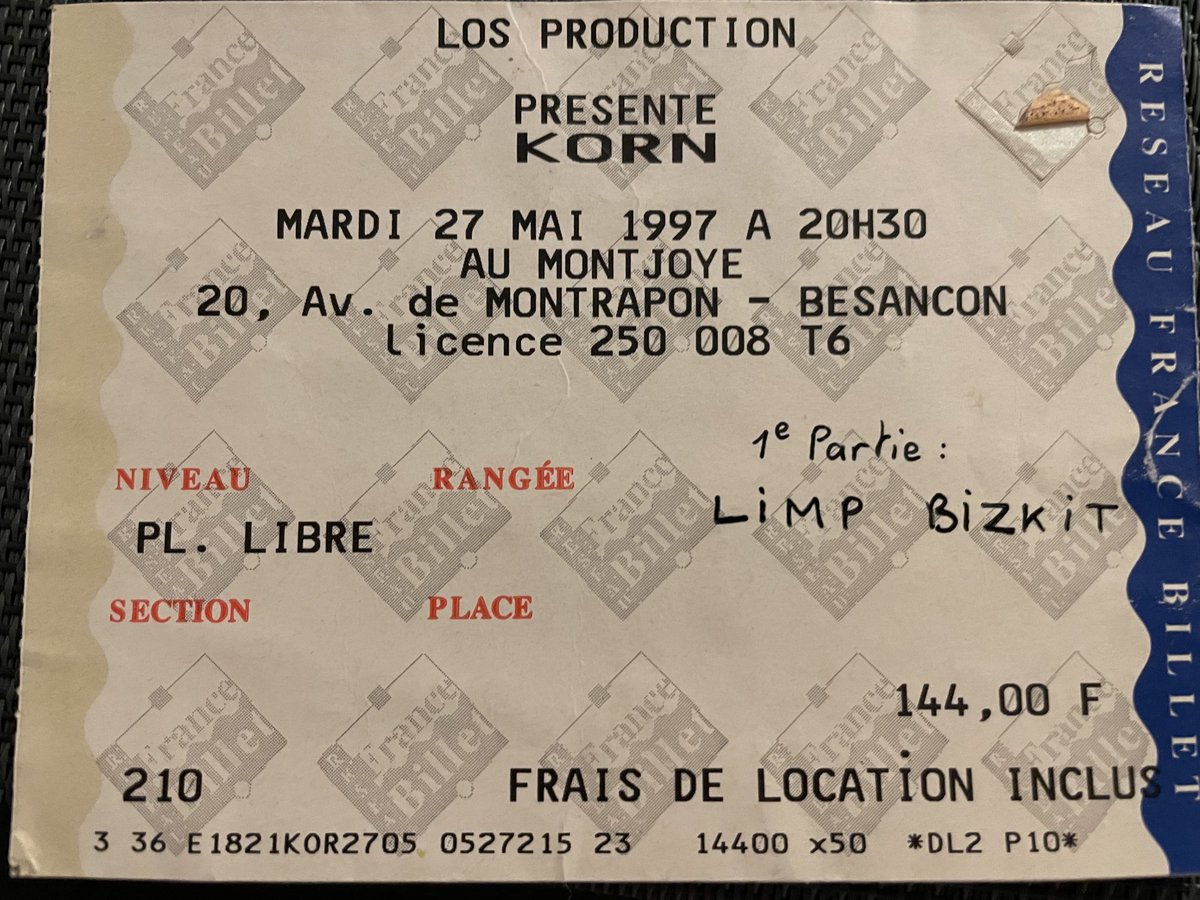 LOS PRODUCTION
PRESENTE
KORN
MARDI 27 MAI 1997 A 20H30
AU MONTJOYE
20, Av. de MONTRAPON - BESANCON
licence 250 008 T6
1e Partie :
LiMP BiZKiT
NIVEAU RANGÉE
PL. LIBRE
SECTION PLACE
144,00 F
210 FRAIS DE LOCATION INCLUS
3 36 E1821KOR2705 0527215 23 14400 x50 *DL2 P10*
RESEAU FRANCE BILLET
France
Billet